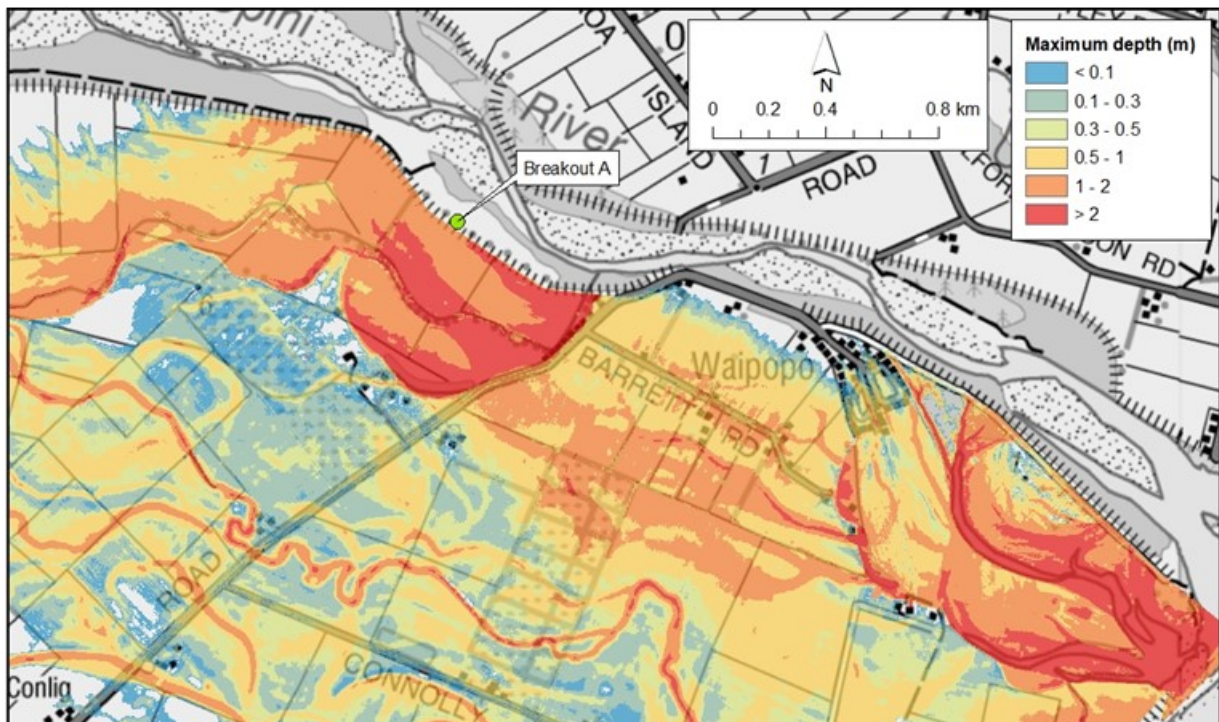 River
ISLAND
ROAD
0
1
N
0 0.2 0.4 0.8 km
Maximum depth (m)
< 0.1
0.1 - 0.3
0.3 - 0.5
0.5 - 1
1 - 2
> 2
Breakout A
RD
Waipopo
BARRETT RD
ROAD
CONNOLLY
Conlig